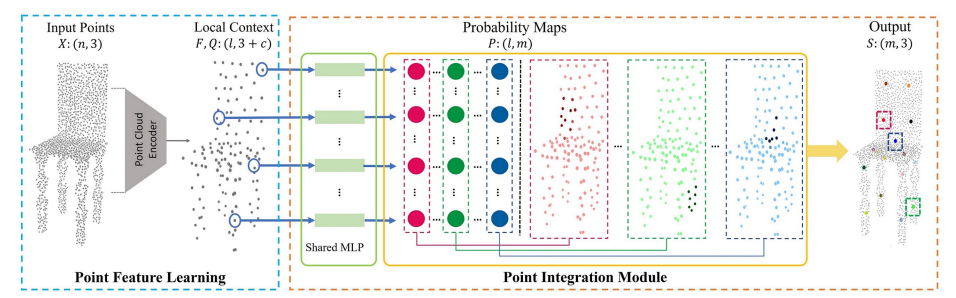 Input Points
X: (n, 3)
Local Context
F, Q: (l, 3 + c)
Probability Maps
P: (l, m)
Output
S: (m, 3)
Point Cloud
Encoder
Shared MLP
Point Feature Learning
Point Integration Module